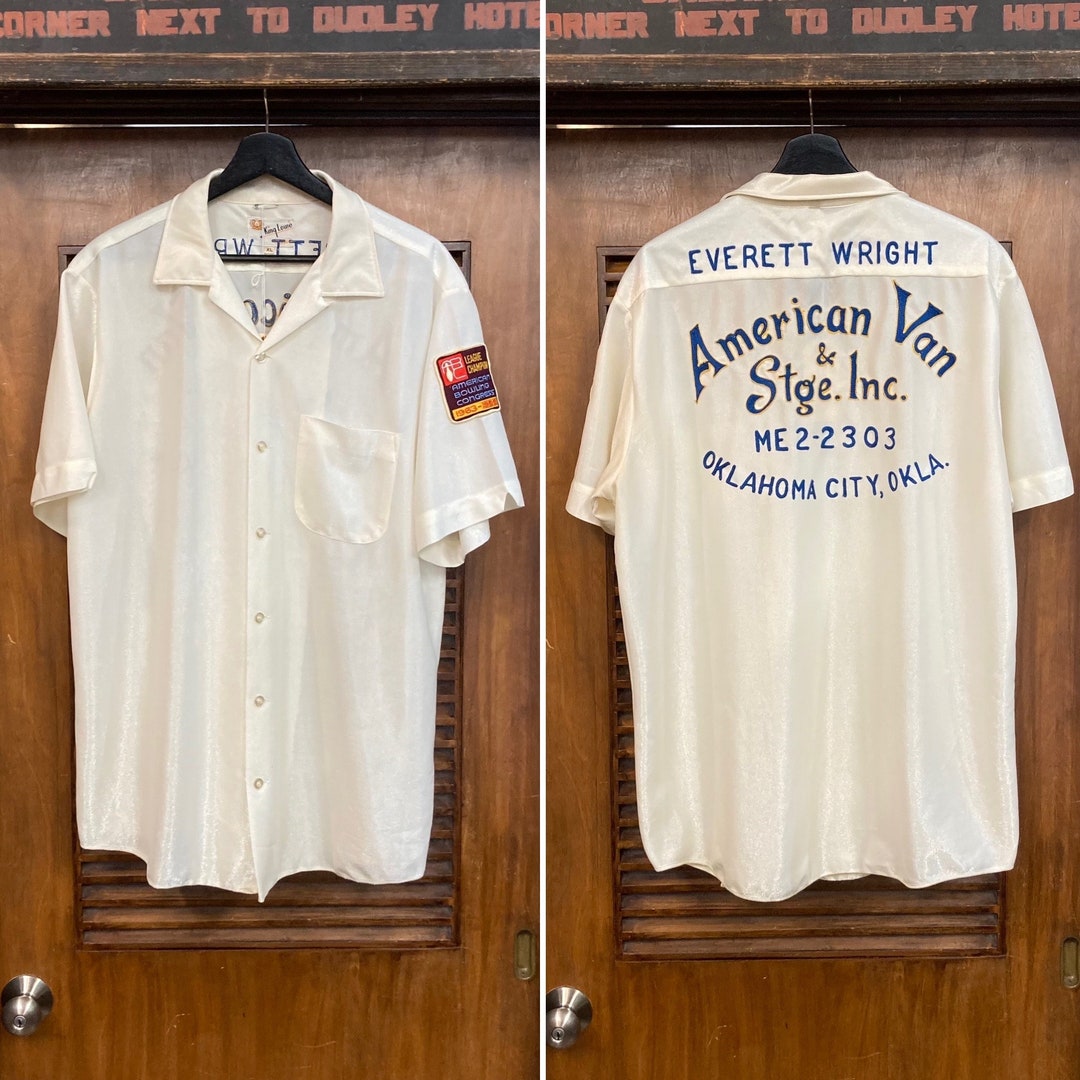 CORNER NEXT TO DUDLEY HOTE
King Louie
XL
LEAGUE
CHAMPION
AMERICAN
BOWLING
CONGRESS
ORNER NEXT TO DUDLEY HOTE
EVERETT WRIGHT
American Van
&
Stge. Inc.
ME 2-2303
OKLAHOMA CITY, OKLA.